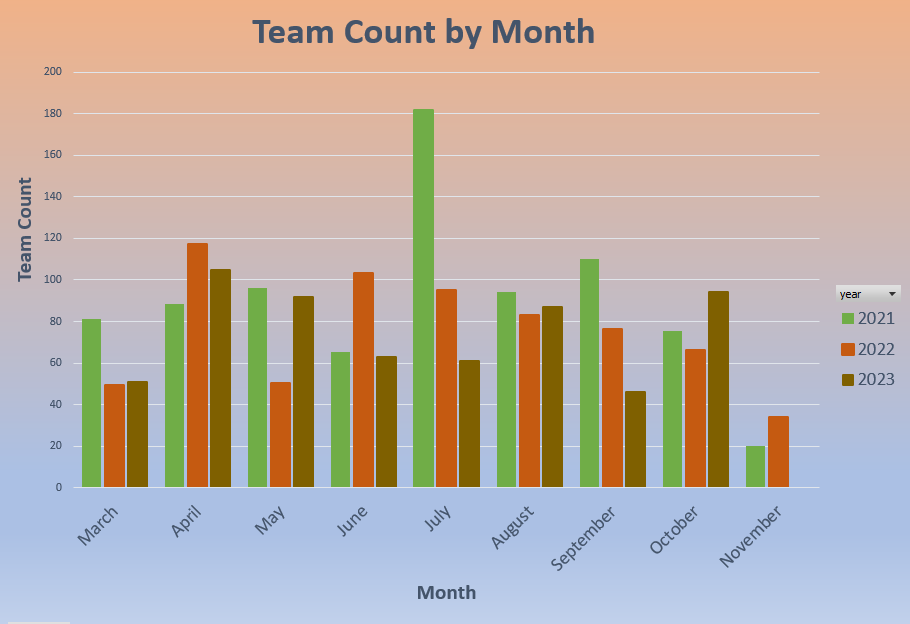 Team Count by Month
200
180
160
140
120
100
80
60
40
20
0
Team Count
March
April
May
June
July
August
September
October
November
Month
year
2021
2022
2023